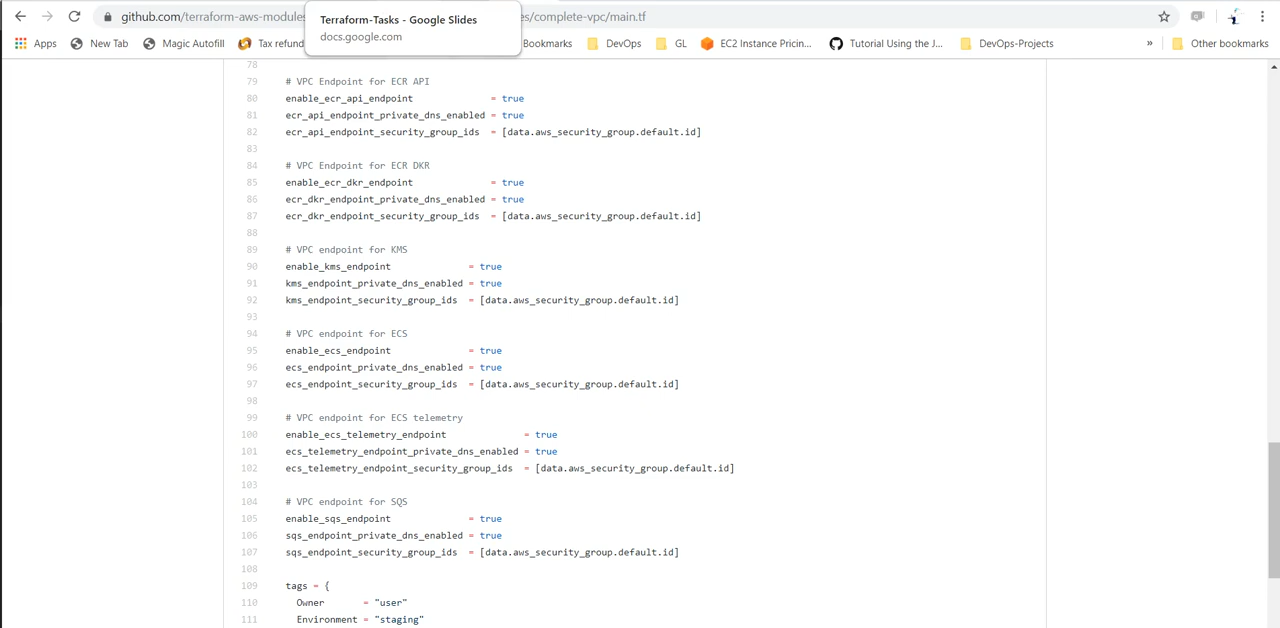 github.com/terraform-aws-modules
es/complete-vpc/main.tf
Terraform-Tasks - Google Slides
docs.google.com
Apps
New Tab
Magic Autofill
Tax refund
Bookmarks
DevOps
GL
EC2 Instance Pricin...
Tutorial Using the J...
DevOps-Projects
»
Other bookmarks
78
79 # VPC Endpoint for ECR API
80 enable_ecr_api_endpoint = true
81 ecr_api_endpoint_private_dns_enabled = true
82 ecr_api_endpoint_security_group_ids = [data.aws_security_group.default.id]
83
84 # VPC Endpoint for ECR DKR
85 enable_ecr_dkr_endpoint = true
86 ecr_dkr_endpoint_private_dns_enabled = true
87 ecr_dkr_endpoint_security_group_ids = [data.aws_security_group.default.id]
88
89 # VPC endpoint for KMS
90 enable_kms_endpoint = true
91 kms_endpoint_private_dns_enabled = true
92 kms_endpoint_security_group_ids = [data.aws_security_group.default.id]
93
94 # VPC endpoint for ECS
95 enable_ecs_endpoint = true
96 ecs_endpoint_private_dns_enabled = true
97 ecs_endpoint_security_group_ids = [data.aws_security_group.default.id]
98
99 # VPC endpoint for ECS telemetry
100 enable_ecs_telemetry_endpoint = true
101 ecs_telemetry_endpoint_private_dns_enabled = true
102 ecs_telemetry_endpoint_security_group_ids = [data.aws_security_group.default.id]
103
104 # VPC endpoint for SQS
105 enable_sqs_endpoint = true
106 sqs_endpoint_private_dns_enabled = true
107 sqs_endpoint_security_group_ids = [data.aws_security_group.default.id]
108
109 tags = {
110 Owner = "user"
111 Environment = "staging"